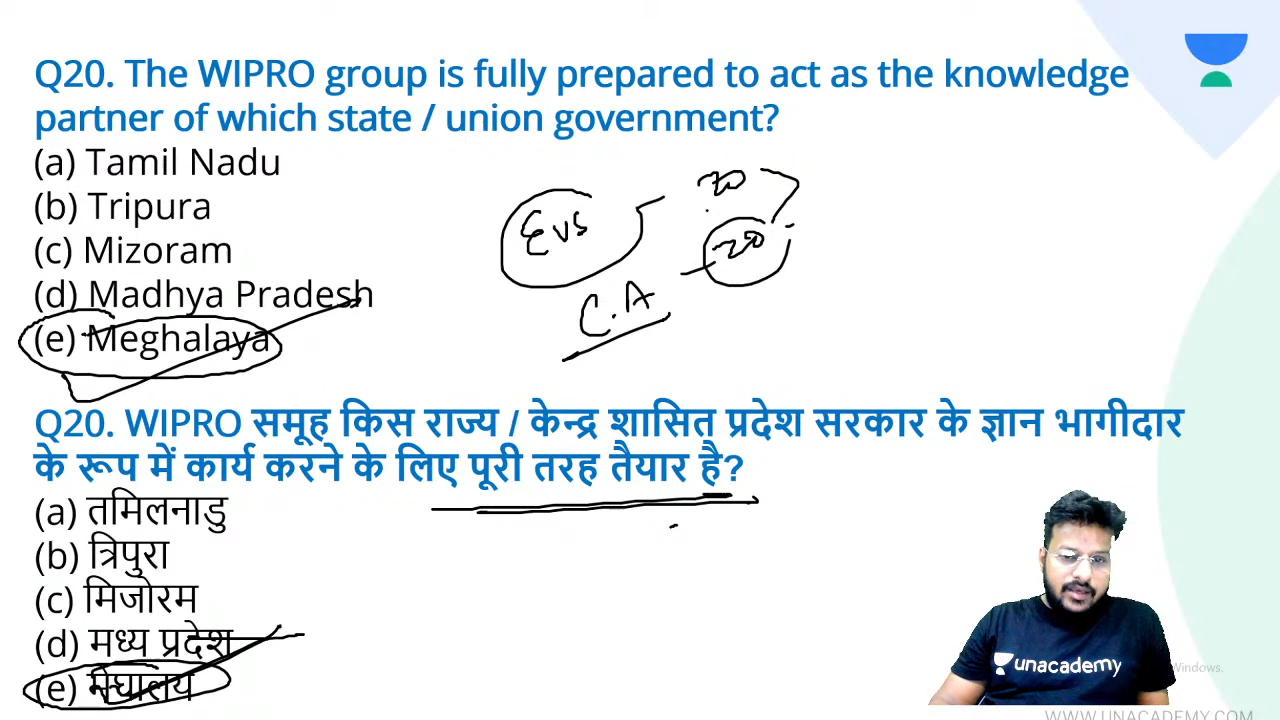 Q20. The WIPRO group is fully prepared to act as the knowledge
partner of which state / union government?
(a) Tamil Nadu
(b) Tripura
(c) Mizoram
(d) Madhya Pradesh
(e) Meghalaya
Evs
C.A
Q20. WIPRO समूह किस राज्य / केन्द्र शासित प्रदेश सरकार के ज्ञान भागीदार
के रूप में कार्य करने के लिए पूरी तरह तैयार है?
(a) तमिलनाडु
(b) त्रिपुरा
(c) मिजोरम
(d) मध्य प्रदेश
(e) मेघालय
unacademy
Windows.
WWW.UNACADEMY.COM